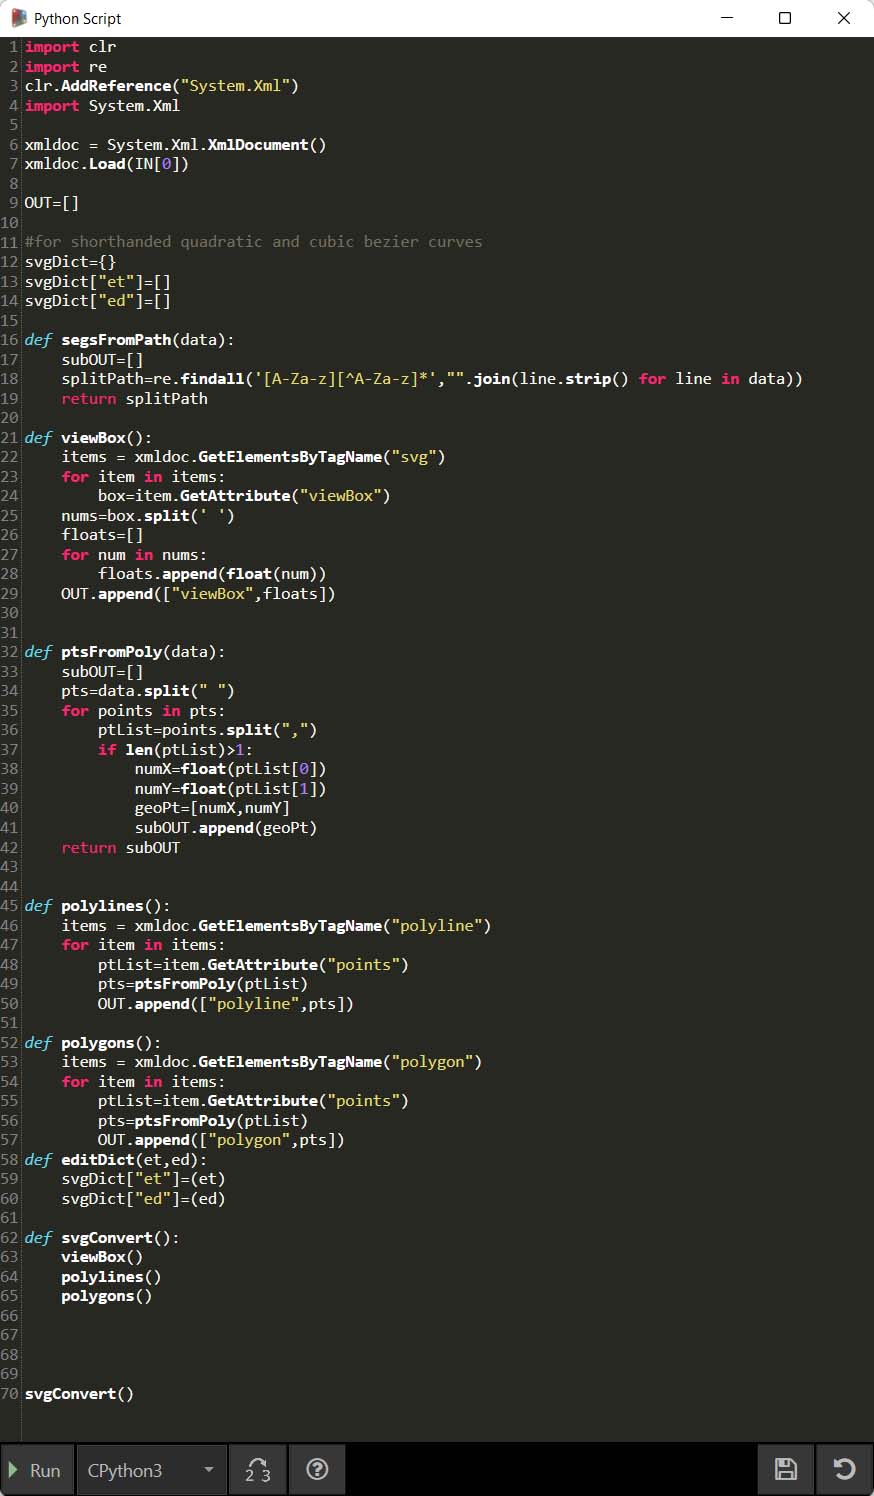 Python Script
1 import clr
2 import re
3 clr.AddReference("System.Xml")
4 import System.Xml
5
6 xmldoc = System.Xml.XmlDocument()
7 xmldoc.Load(IN[0])
8
9 OUT=[]
10
11 #for shorthanded quadratic and cubic bezier curves
12 svgDict={}
13 svgDict["et"]=[]
14 svgDict["ed"]=[]
15
16 def segsFromPath(data):
17     subOUT=[]
18     splitPath=re.findall('[A-Za-z][^A-Za-z]*',"".join(line.strip() for line in data))
19     return splitPath
20
21 def viewBox():
22     items = xmldoc.GetElementsByTagName("svg")
23     for item in items:
24         box=item.GetAttribute("viewBox")
25     nums=box.split(' ')
26     floats=[]
27     for num in nums:
28         floats.append(float(num))
29     OUT.append(["viewBox",floats])
30
31
32 def ptsFromPoly(data):
33     subOUT=[]
34     pts=data.split(" ")
35     for points in pts:
36         ptList=points.split(",")
37         if len(ptList)>1:
38             numX=float(ptList[0])
39             numY=float(ptList[1])
40             geoPt=[numX,numY]
41             subOUT.append(geoPt)
42     return subOUT
43
44
45 def polylines():
46     items = xmldoc.GetElementsByTagName("polyline")
47     for item in items:
48         ptList=item.GetAttribute("points")
49         pts=ptsFromPoly(ptList)
50         OUT.append(["polyline",pts])
51
52 def polygons():
53     items = xmldoc.GetElementsByTagName("polygon")
54     for item in items:
55         ptList=item.GetAttribute("points")
56         pts=ptsFromPoly(ptList)
57         OUT.append(["polygon",pts])
58 def editDict(et,ed):
59     svgDict["et"]=(et)
60     svgDict["ed"]=(ed)
61
62 def svgConvert():
63     viewBox()
64     polylines()
65     polygons()
66
67
68
69
70 svgConvert()
Run CPython3 2 3 ?